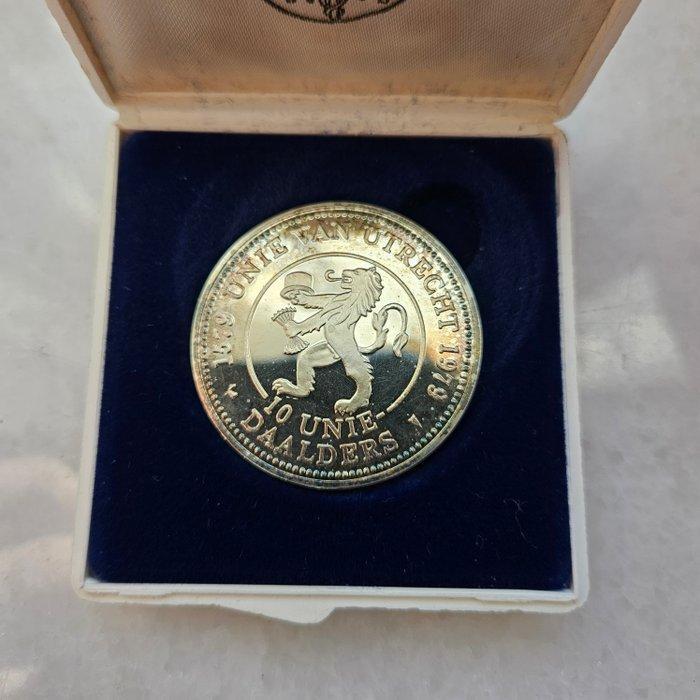 1579 UNIE VAN UTRECHT 1979
10 UNIE-
DAALDERS